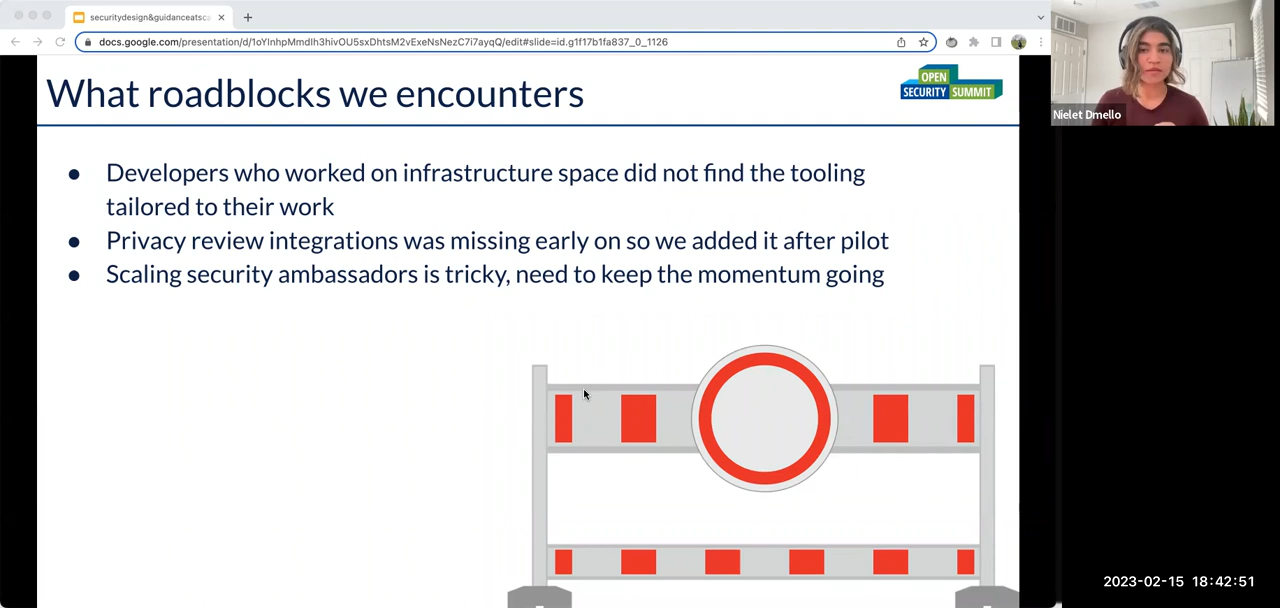 securitydesign&guidanceatsca
docs.google.com/presentation/d/1oYlnhpMmdlh3hivOU5sxDhtsM2vExeNsNezC7i7ayqQ/edit#slide=id.g1f17b1fa837_0_1126
What roadblocks we encounters
OPEN
SECURITY SUMMIT
Nielet Dmello
● Developers who worked on infrastructure space did not find the tooling
tailored to their work
● Privacy review integrations was missing early on so we added it after pilot
● Scaling security ambassadors is tricky, need to keep the momentum going
2023-02-15 18:42:51